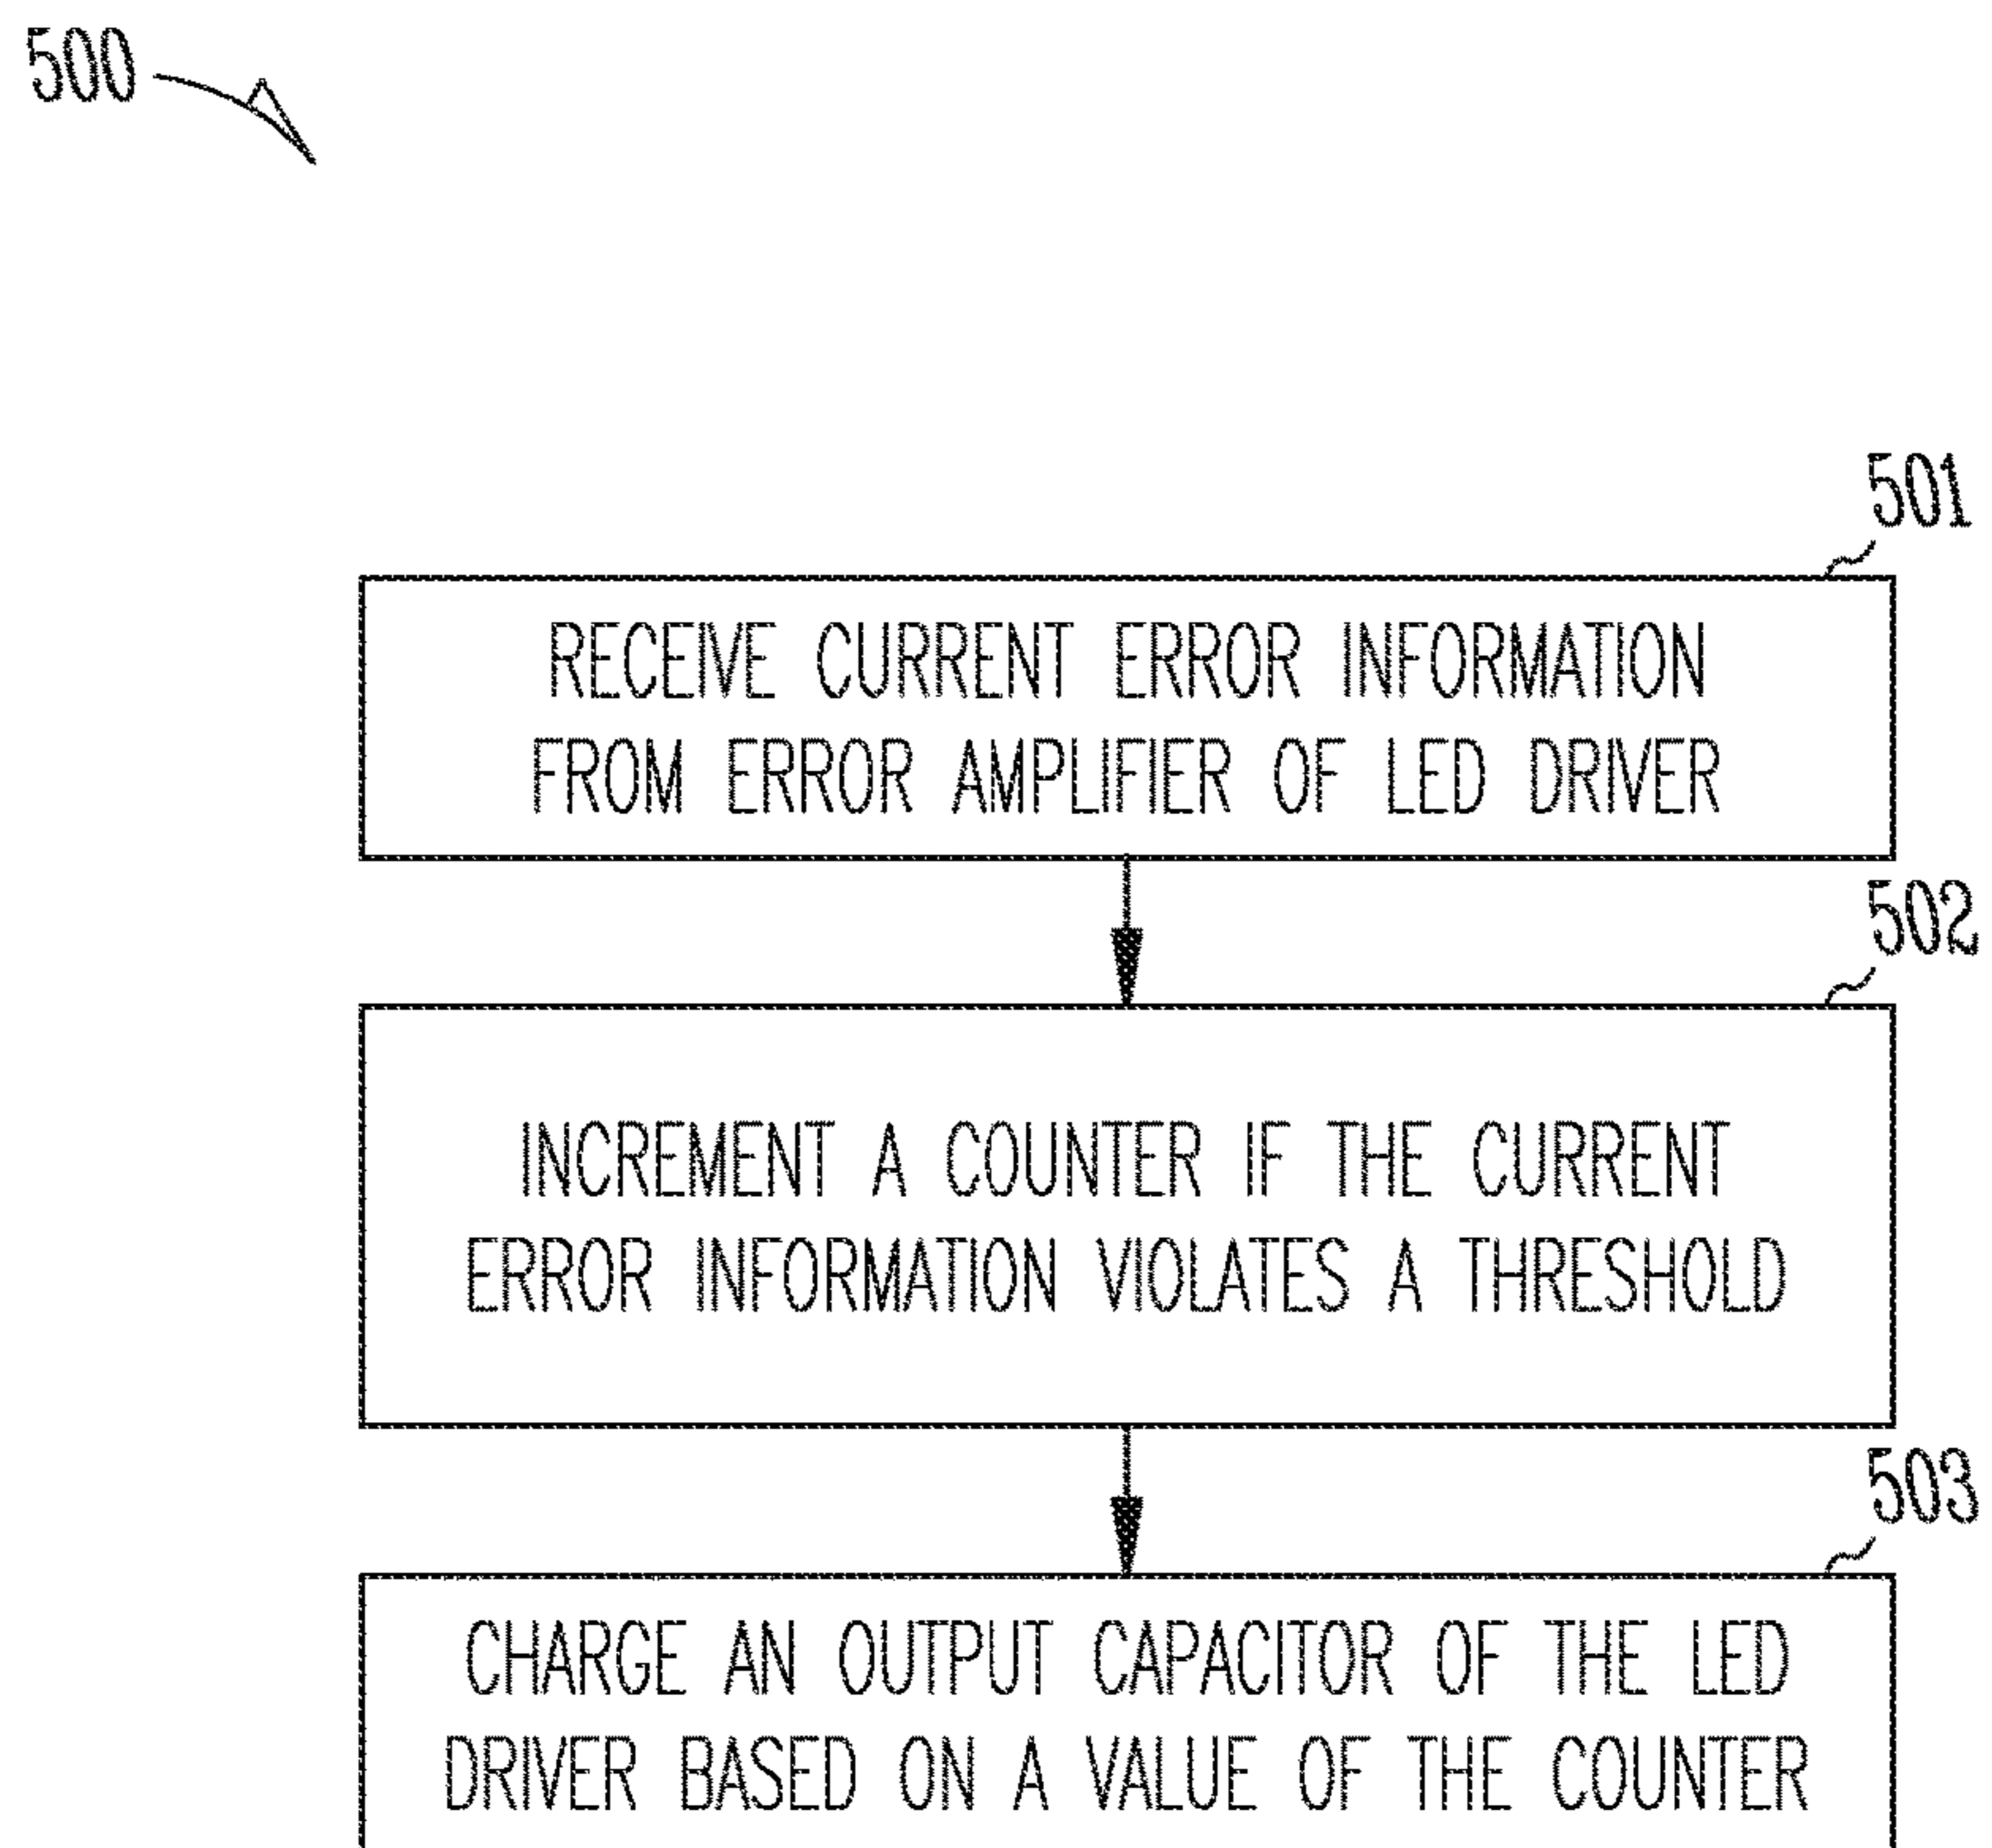 500
501
RECEIVE CURRENT ERROR INFORMATION
FROM ERROR AMPLIFIER OF LED DRIVER
502
INCREMENT A COUNTER IF THE CURRENT
ERROR INFORMATION VIOLATES A THRESHOLD
503
CHARGE AN OUTPUT CAPACITOR OF THE LED
DRIVER BASED ON A VALUE OF THE COUNTER